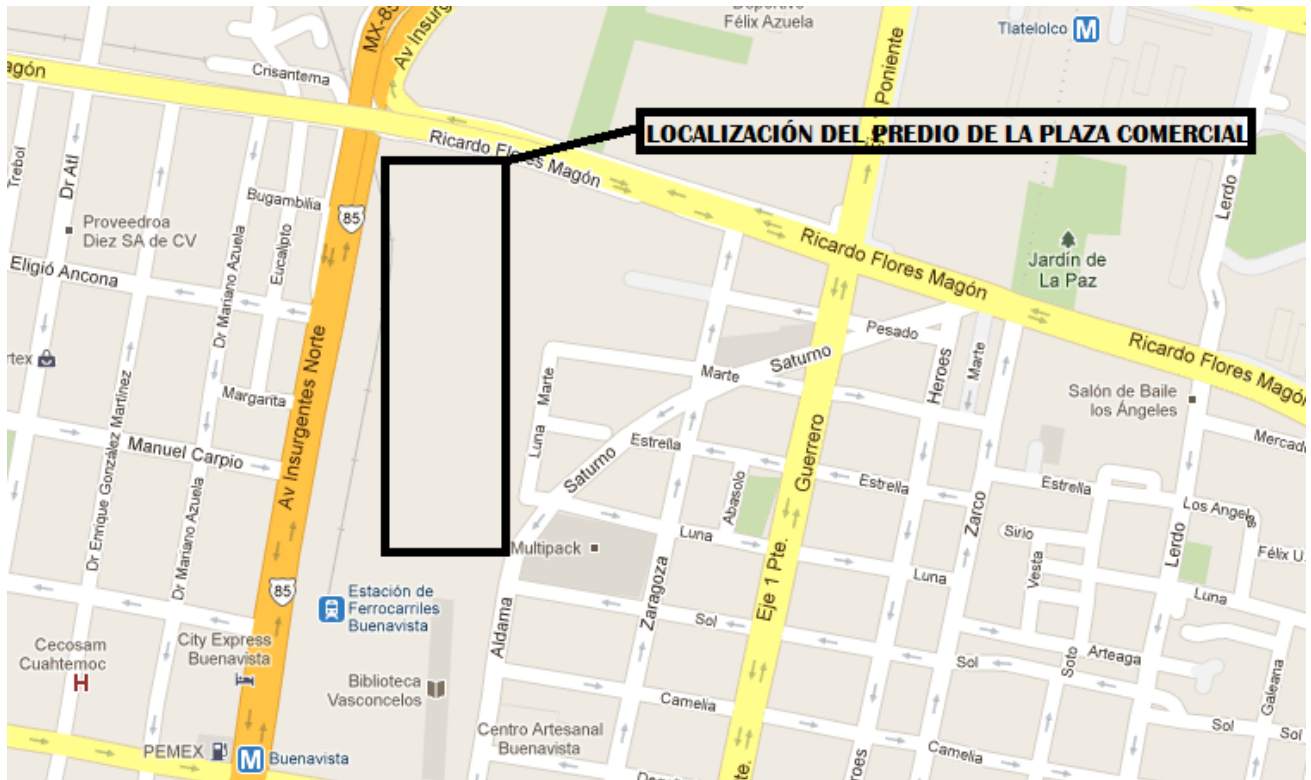 Deportivo
Félix Azuela
Tlatelolco
M
MX-85
Av Insurg
Poniente
Crisantema
agón
LOCALIZACIÓN DEL PREDIO DE LA PLAZA COMERCIAL
Ricardo Flores Magón
Trebol
Dr Atl
Lerdo
Bugambilia
85
Proveedroa
Diez SA de CV
Eucalipto
Ricardo Flores Magón
Jardín de
La Paz
Eligió Ancona
Dr Mariano Azuela
Pesado
Ricardo Flores Magón
rtex
Av Insurgentes Norte
Saturno
Marte
Marte
Heroes
Marte
Salón de Baile
los Ángeles
Margarita
Dr Enrique González Martínez
Manuel Carpio
Luna
Estrella
Guerrero
Mercado
Saturno
Abasolo
Estrella
Zarco
Estrella
Los Angeles
Dr Mariano Azuela
Luna
Sirio
Multipack
Vesta
Lerdo
Félix U.
85
Estación de
Ferrocarriles
Buenavista
Zaragoza
Eje 1 Pte.
Luna
Luna
Aldama
Sol
Cecosam
Cuahtemoc
H
City Express
Buenavista
Sol
Soto
Arteaga
Galeana
Biblioteca
Vasconcelos
Camelia
Sol
Sol
Centro Artesanal
Buenavista
PEMEX
M
Buenavista
Camelia
te.
roes